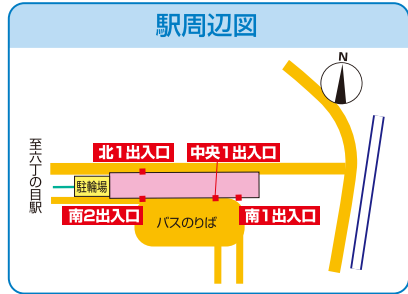 駅周辺図
N
至六丁の目駅
北1出入口
中央1出入口
駐輪場
南2出入口
バスのりば
南1出入口